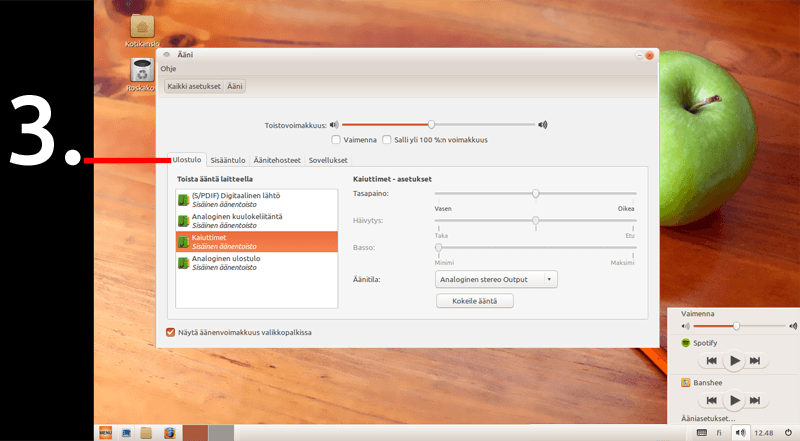 3.
Kotikansio
Roskakori
Ääni
Ohje
Kaikki asetukset Ääni
Toistovoimakkuus:
Vaimenna Salli yli 100 %:n voimakkuus
Ulostulo Sisääntulo Äänitehosteet Sovellukset
Toista ääntä laitteella
(S/PDIF) Digitaalinen lähtö
Sisäinen äänentoisto
Analoginen kuulokeliitäntä
Sisäinen äänentoisto
Kaiuttimet
Sisäinen äänentoisto
Analoginen ulostulo
Sisäinen äänentoisto
Kaiuttimet - asetukset
Tasapaino:
Vasen Oikea
Häivytys:
Taka Etu
Basso:
Minimi Maksimi
Äänitila: Analoginen stereo Output
Kokeile ääntä
Näytä äänenvoimakkuus valikkopalkissa
Vaimenna
Spotify
Banshee
Ääniasetukset...
MENU
fi 12.48